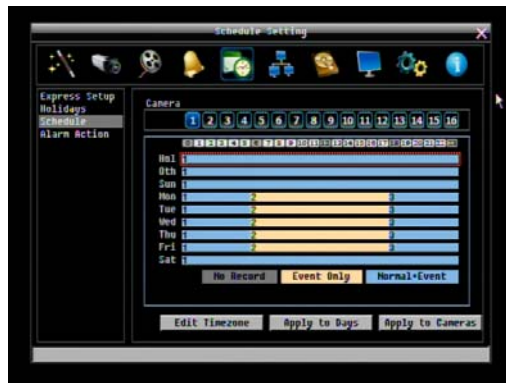 Schedule Setting
X
Express Setup
Holidays
Schedule
Alarm Action
Camera
1 2 3 4 5 6 7 8 9 10 11 12 13 14 15 16
Hol 1
Oth 1
Sun 1
Mon 1 2 3
Tue 1 2 3
Wed 1 2 3
Thu 1 2 3
Fri 1 2 3
Sat 1
No Record Event Only Normal+Event
Edit Timezone Apply to Days Apply to Cameras